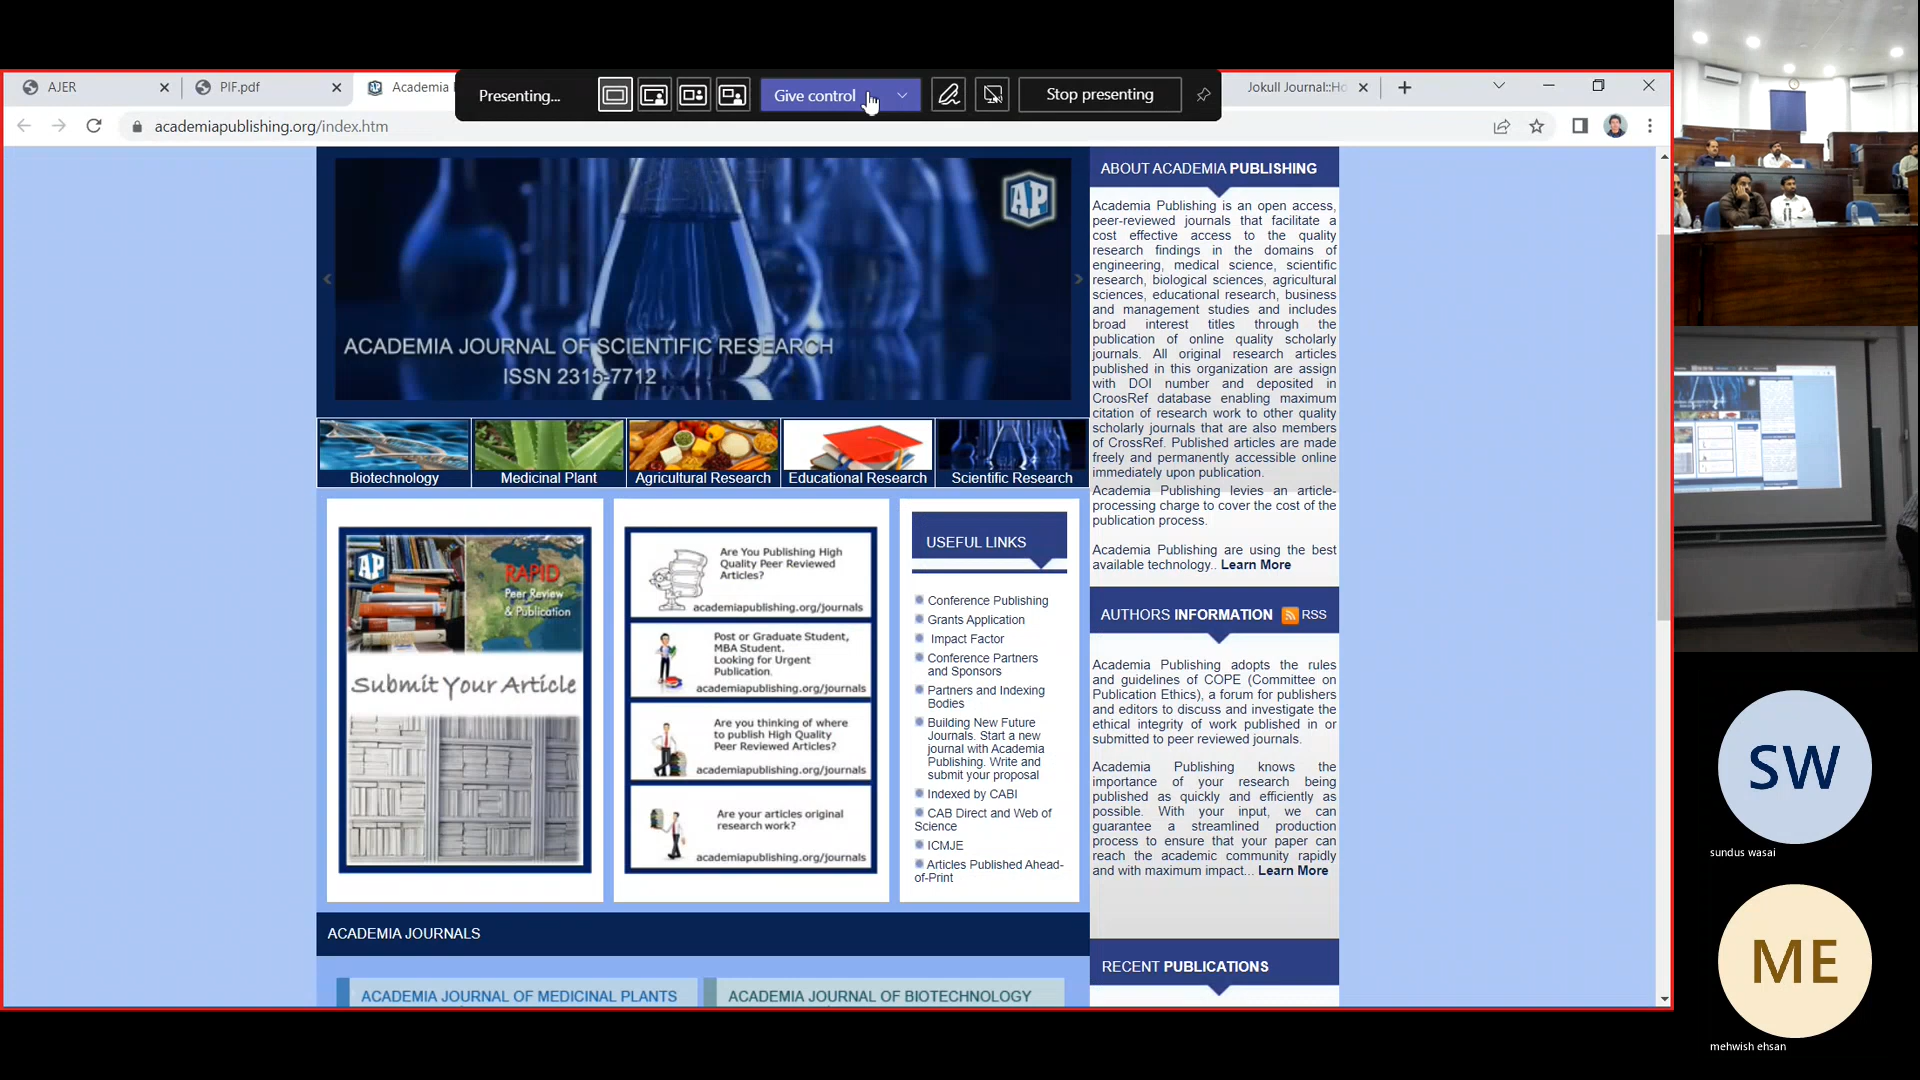 AJER
PIF.pdf
Academia
Presenting...
Give control
Stop presenting
Jokull Journal::Ho
academiapublishing.org/index.htm
AP
ACADEMIA JOURNAL OF SCIENTIFIC RESEARCH
ISSN 2315-7712
Biotechnology
Medicinal Plant
Agricultural Research
Educational Research
Scientific Research
AP
RAPID
Peer Review
& Publication
Submit Your Article
Are You Publishing High
Quality Peer Reviewed
Articles?
academiapublishing.org/journals
Post or Graduate Student,
MBA Student.
Looking for Urgent
Publication.
academiapublishing.org/journals
Are you thinking of where
to publish High Quality
Peer Reviewed Articles?
academiapublishing.org/journals
Are your articles original
research work?
academiapublishing.org/journals
USEFUL LINKS
Conference Publishing
Grants Application
Impact Factor
Conference Partners
and Sponsors
Partners and Indexing
Bodies
Building New Future
Journals. Start a new
journal with Academia
Publishing. Write and
submit your proposal
Indexed by CABI
CAB Direct and Web of
Science
ICMJE
Articles Published Ahead-
of-Print
ACADEMIA JOURNALS
ACADEMIA JOURNAL OF MEDICINAL PLANTS
ACADEMIA JOURNAL OF BIOTECHNOLOGY
ABOUT ACADEMIA PUBLISHING
Academia Publishing is an open access,
peer-reviewed journals that facilitate a
cost effective access to the quality
research findings in the domains of
engineering, medical science, scientific
research, biological sciences, agricultural
sciences, educational research, business
and management studies and includes
broad interest titles through the
publication of online quality scholarly
journals. All original research articles
published in this organization are assign
with DOI number and deposited in
CroosRef database enabling maximum
citation of research work to other quality
scholarly journals that are also members
of CrossRef. Published articles are made
freely and permanently accessible online
immediately upon publication.
Academia Publishing levies an article-
processing charge to cover the cost of the
publication process.
Academia Publishing are using the best
available technology.. Learn More
AUTHORS INFORMATION RSS
Academia Publishing adopts the rules
and guidelines of COPE (Committee on
Publication Ethics), a forum for publishers
and editors to discuss and investigate the
ethical integrity of work published in or
submitted to peer reviewed journals.
Academia Publishing knows the
importance of your research being
published as quickly and efficiently as
possible. With your input, we can
guarantee a streamlined production
process to ensure that your paper can
reach the academic community rapidly
and with maximum impact... Learn More
RECENT PUBLICATIONS
SW
sundus wasai
ME
mehwish ehsan